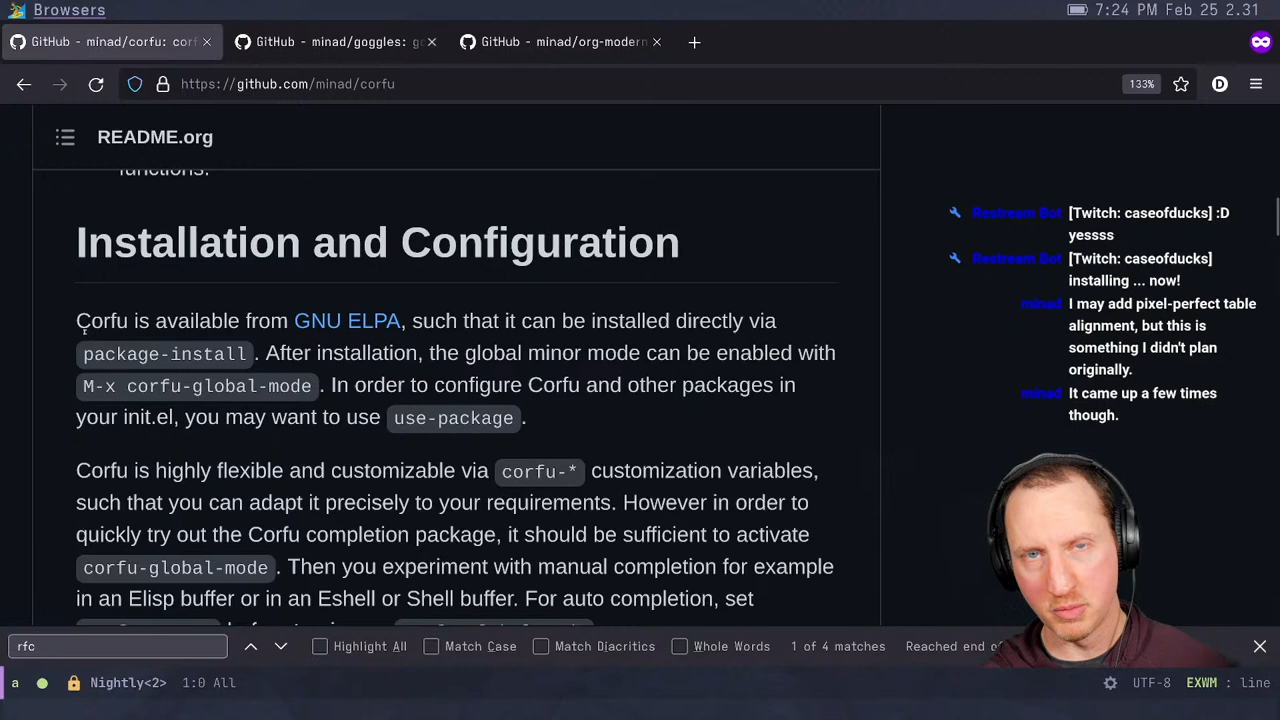 Browsers
7:24 PM Feb 25 2.31
GitHub - minad/corfu: corf
GitHub - minad/goggles: go
GitHub - minad/org-modern
https://github.com/minad/corfu
133%
D
README.org
functions.
Installation and Configuration
Corfu is available from GNU ELPA, such that it can be installed directly via
package-install. After installation, the global minor mode can be enabled with
M-x corfu-global-mode. In order to configure Corfu and other packages in
your init.el, you may want to use use-package.
Corfu is highly flexible and customizable via corfu-* customization variables,
such that you can adapt it precisely to your requirements. However in order to
quickly try out the Corfu completion package, it should be sufficient to activate
corfu-global-mode. Then you experiment with manual completion for example
in an Elisp buffer or in an Eshell or Shell buffer. For auto completion, set
Restream Bot [Twitch: caseofducks] :D
yessss
Restream Bot [Twitch: caseofducks]
installing ... now!
minad I may add pixel-perfect table
alignment, but this is
something I didn't plan
originally.
minad It came up a few times
though.
rfc
Highlight All
Match Case
Match Diacritics
Whole Words
1 of 4 matches
Reached end o
a
Nightly<2>
1:0 All
UTF-8
EXWM : line